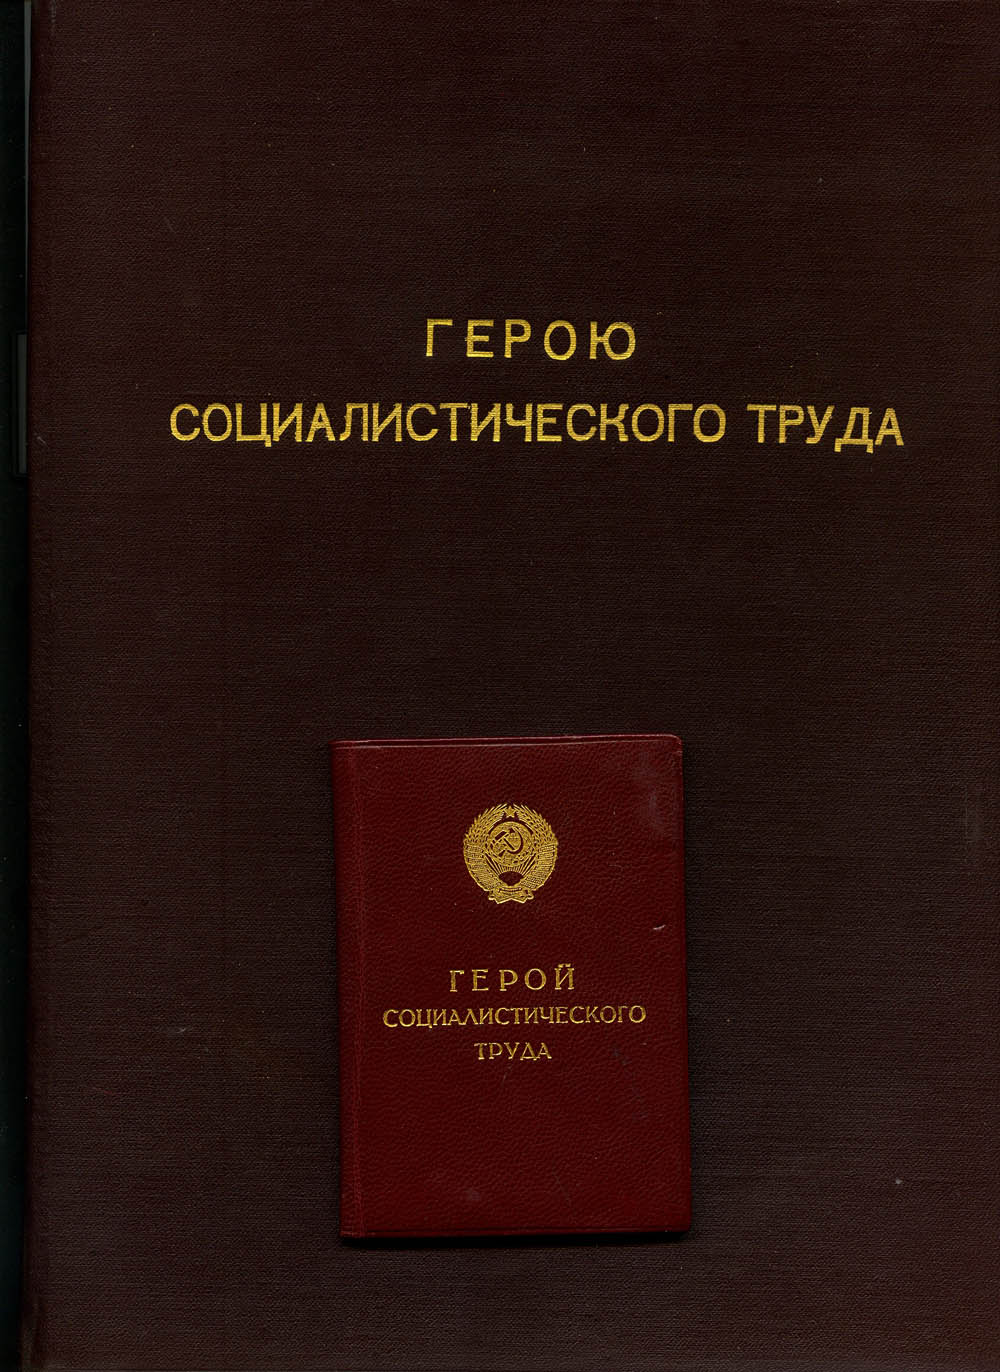 ГЕРОЮ
СОЦИАЛИСТИЧЕСКОГО ТРУДА
ГЕРОЙ
СОЦИАЛИСТИЧЕСКОГО
ТРУДА